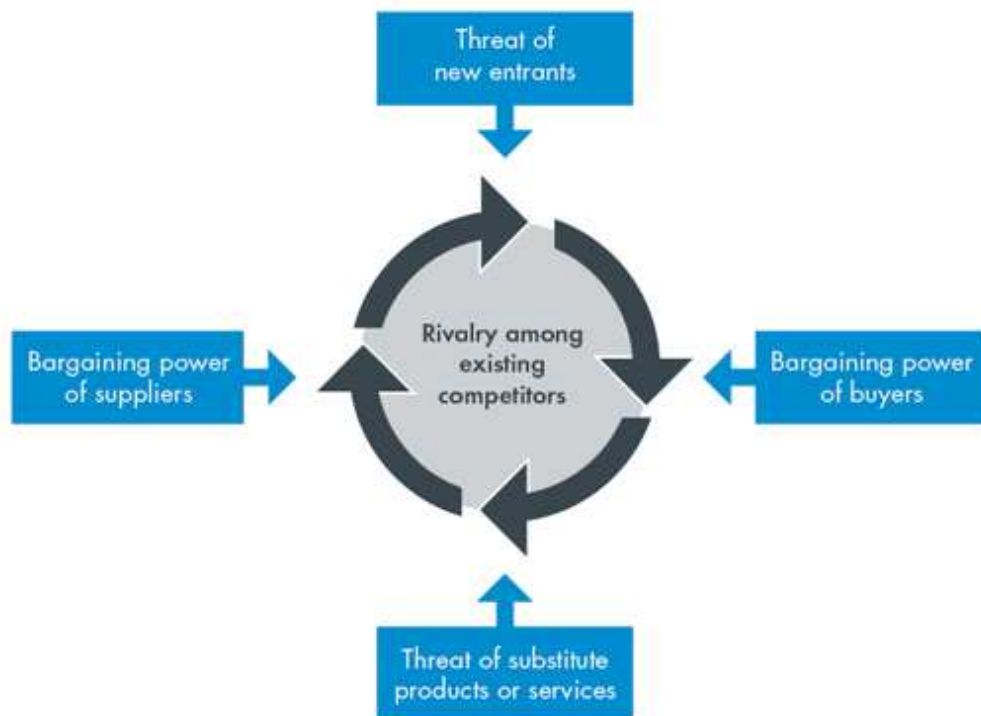 Threat of
new entrants
Bargaining power
of suppliers
Rivalry among
existing
competitors
Bargaining power
of buyers
Threat of substitute
products or services